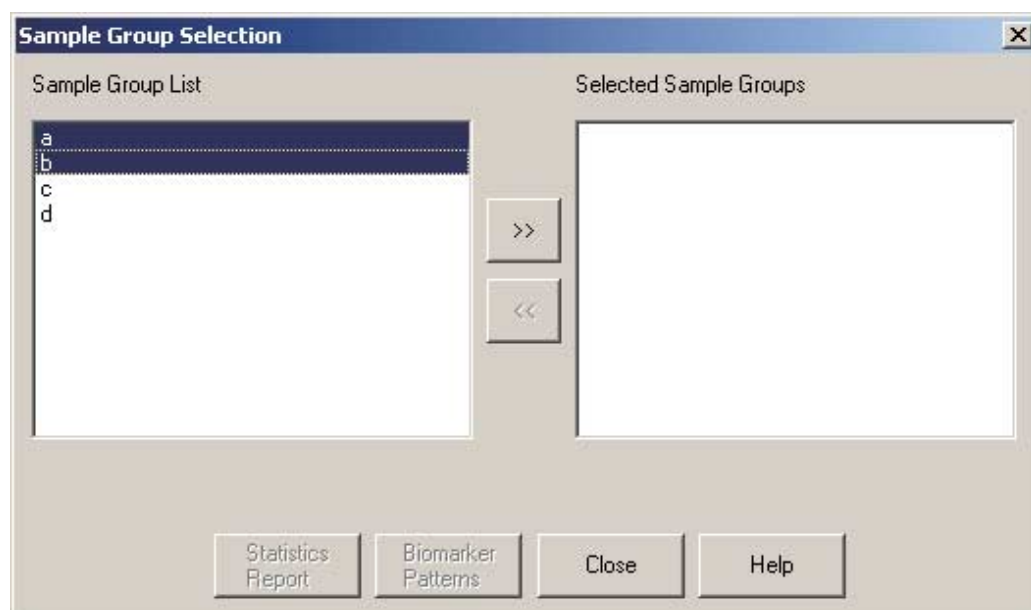 Sample Group Selection
Sample Group List
Selected Sample Groups
a
b
c
d
>>
<<
Statistics
Report
Biomarker
Patterns
Close
Help